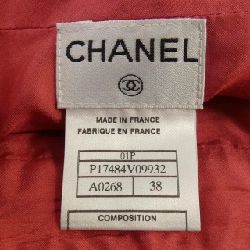 CHANEL
MADE IN FRANCE
FABRIQUE EN FRANCE
01P
P17484V09932
A0268 38
COMPOSITION